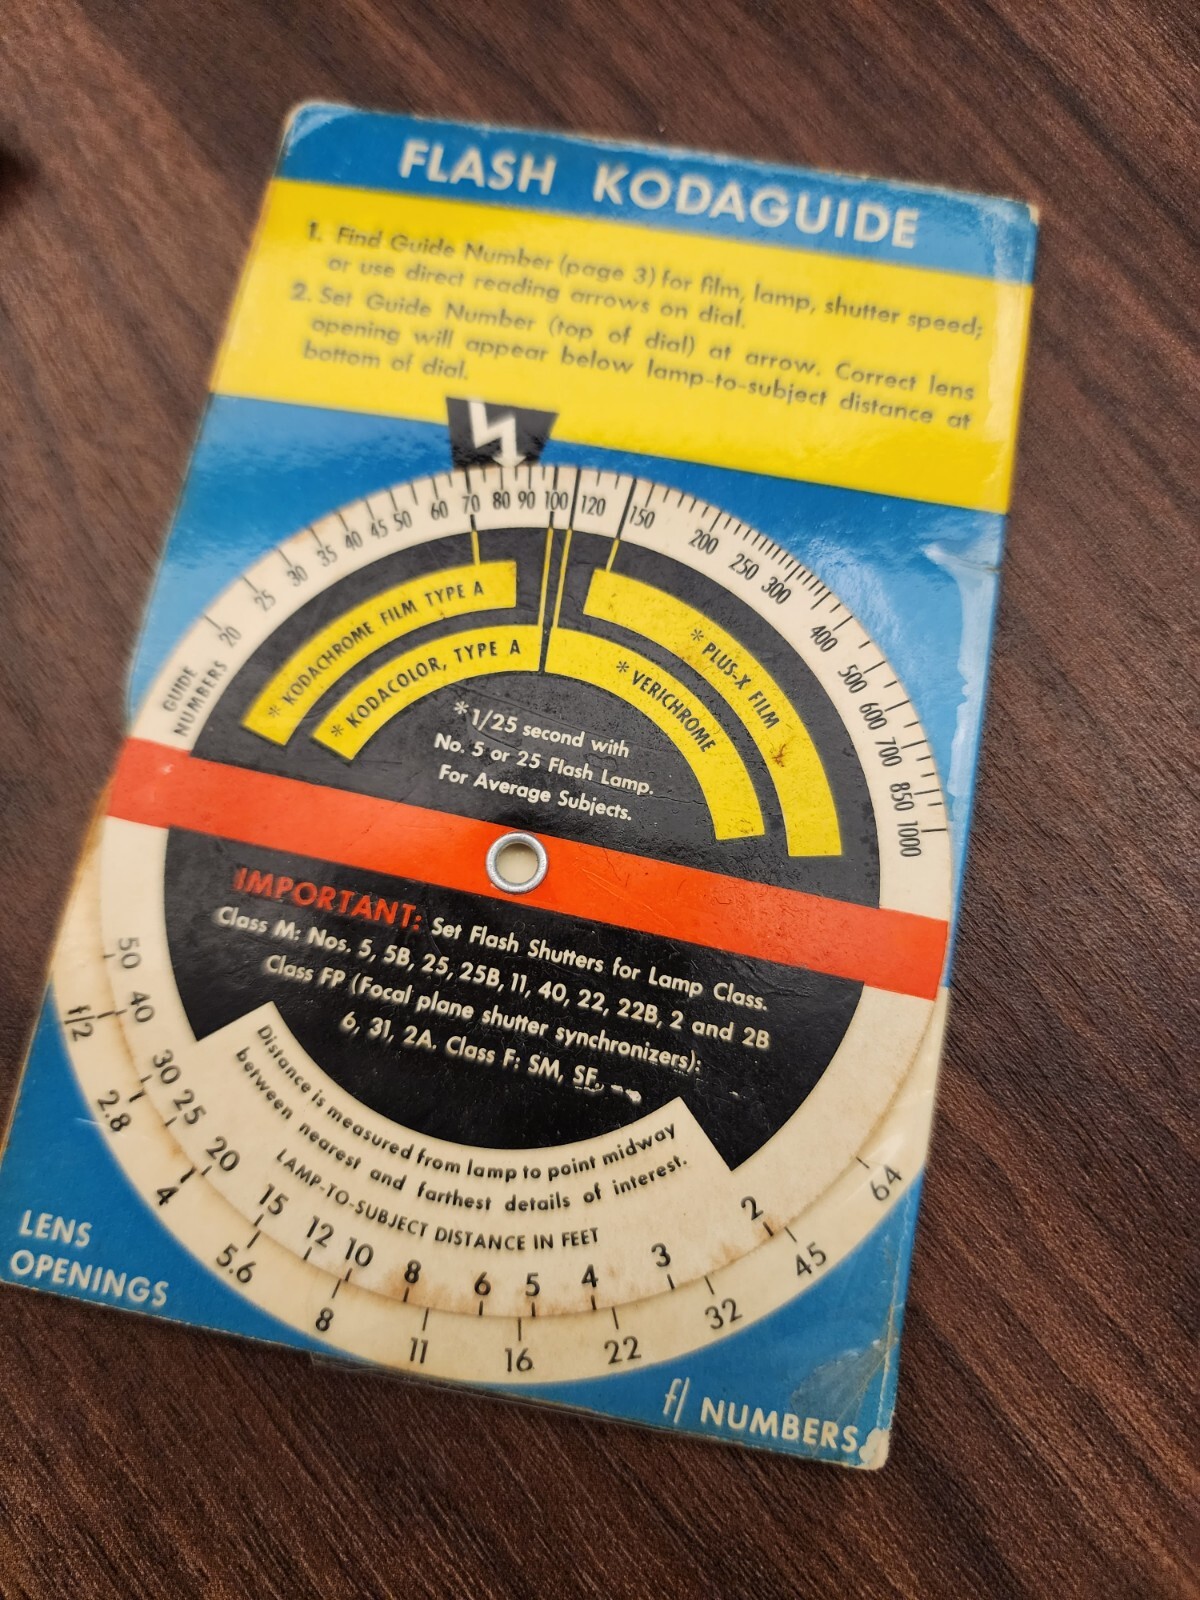 FLASH KODAGUIDE
1. Find Guide Number (page 3) for film, lamp, shutter speed;
or use direct reading arrows on dial.
2. Set Guide Number (top of dial) at arrow. Correct lens
opening will appear below lamp-to-subject distance at
bottom of dial.
GUIDE
NUMBERS
20 25 30 35 40 45 50 60 70 80 90 100 120 150 200 250 300 400 500 600 700 850 1000
* KODACHROME FILM TYPE A
* KODACOLOR, TYPE A
* VERICHROME
* PLUS-X FILM
*1/25 second with
No. 5 or 25 Flash Lamp.
For Average Subjects.
IMPORTANT: Set Flash Shutters for Lamp Class.
Class M: Nos. 5, 5B, 25, 25B, 11, 40, 22, 22B, 2 and 2B
Class FP (Focal plane shutter synchronizers):
6, 31, 2A. Class F: SM, SF.
Distance is measured from lamp to point midway
between nearest and farthest details of interest.
LAMP-TO-SUBJECT DISTANCE IN FEET
50 40 30 25 20 15 12 10 8 6 5 4 3 2
f/2 2.8 4 5.6 8 11 16 22 32 45 64
LENS
OPENINGS
f/ NUMBERS